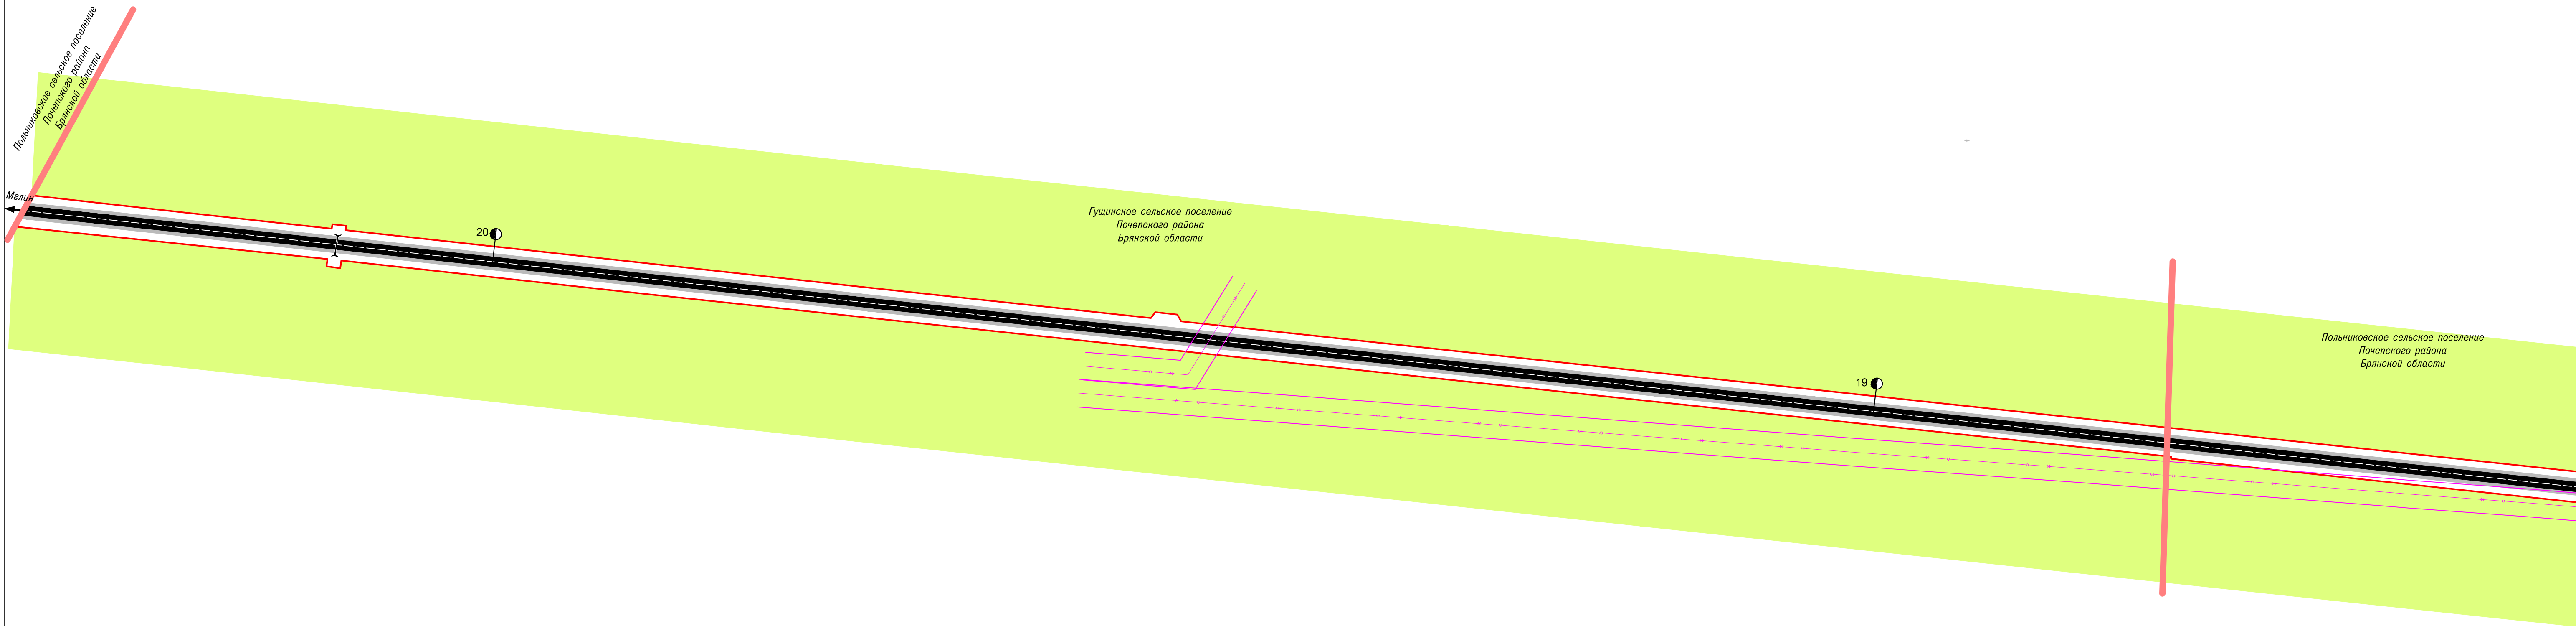 Польниковское сельское поселение
Почепского района
Брянской области
Мглин
20
Гущинское сельское поселение
Почепского района
Брянской области
19
Польниковское сельское поселение
Почепского района
Брянской области